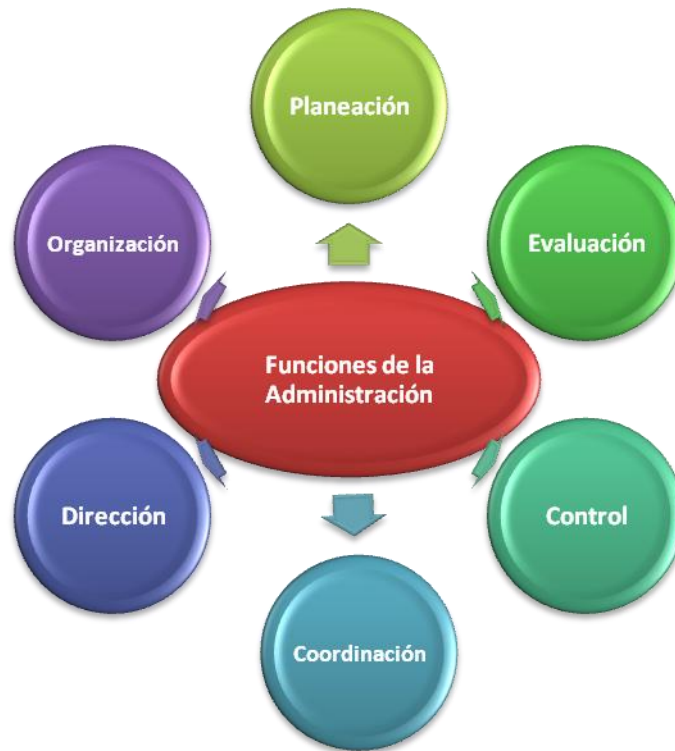 Planeación
Organización
Evaluación
Funciones de la
Administración
Dirección
Control
Coordinación